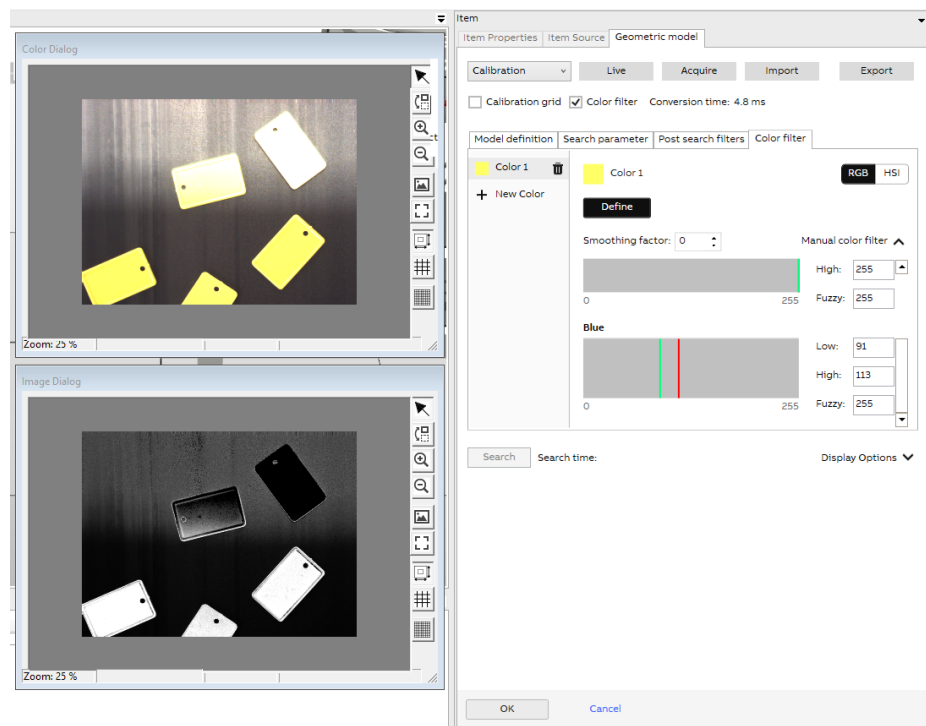 Item
Item Properties Item Source Geometric model
Color Dialog
Calibration Live Acquire Import Export
Calibration grid Color filter Conversion time: 4.8 ms
Model definition Search parameter Post search filters Color filter
Color 1 Color 1 RGB HSI
New Color
Define
Smoothing factor: 0 Manual color filter
High: 255
0 255 Fuzzy: 255
Blue
Low: 91
High: 113
0 255 Fuzzy: 255
Zoom: 25 %
Image Dialog
Search Search time: Display Options
Zoom: 25 %
OK Cancel